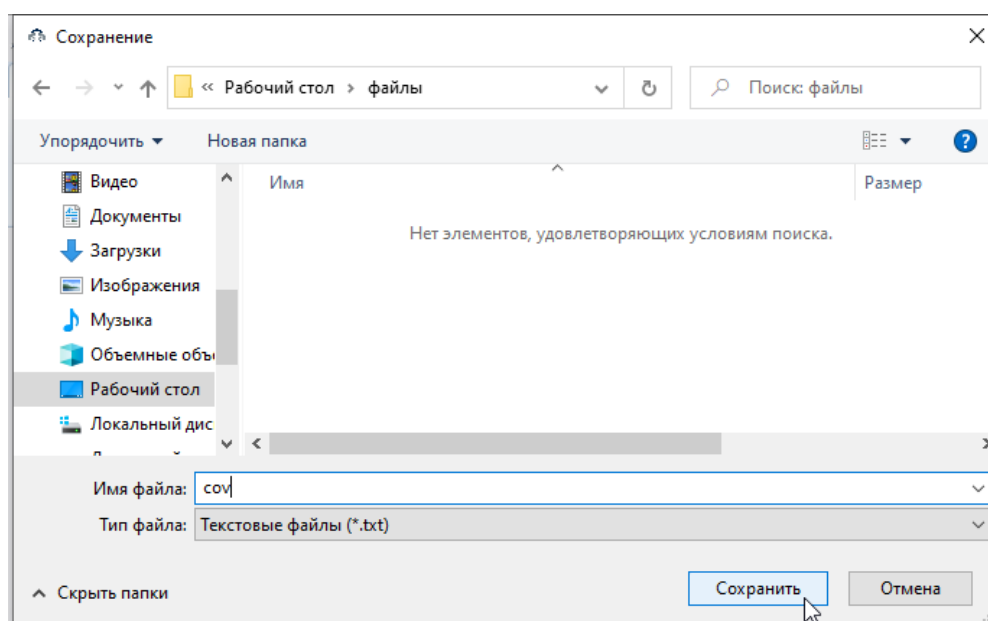 Сохранение
« Рабочий стол › файлы
Поиск: файлы
Упорядочить
Новая папка
Имя
Размер
Видео
Документы
Загрузки
Изображения
Музыка
Объемные объ
Рабочий стол
Локальный дис
Нет элементов, удовлетворяющих условиям поиска.
Имя файла: cov
Тип файла: Текстовые файлы (*.txt)
Скрыть папки
Сохранить
Отмена